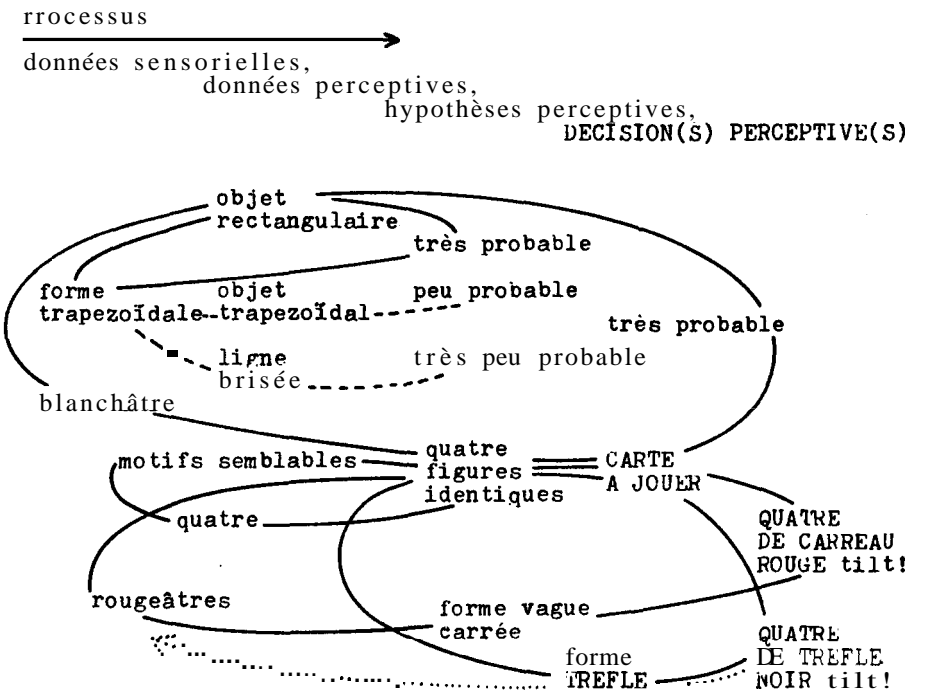 rrocessus
données sensorielles,
données perceptives,
hypothèses perceptives,
DECISION(S) PERCEPTIVE(S)
objet
rectangulaire
très probable
forme objet peu probable
trapezoïdale--trapezoïdal
très probable
ligne très peu probable
brisée
blanchâtre
quatre
motifs semblables figures CARTE
identiques A JOUER
quatre
QUATRE
DE CARREAU
ROUGE tilt!
rougeâtres
forme vague
carrée
QUATRE
forme DE TREFLE
TREFLE NOIR tilt!